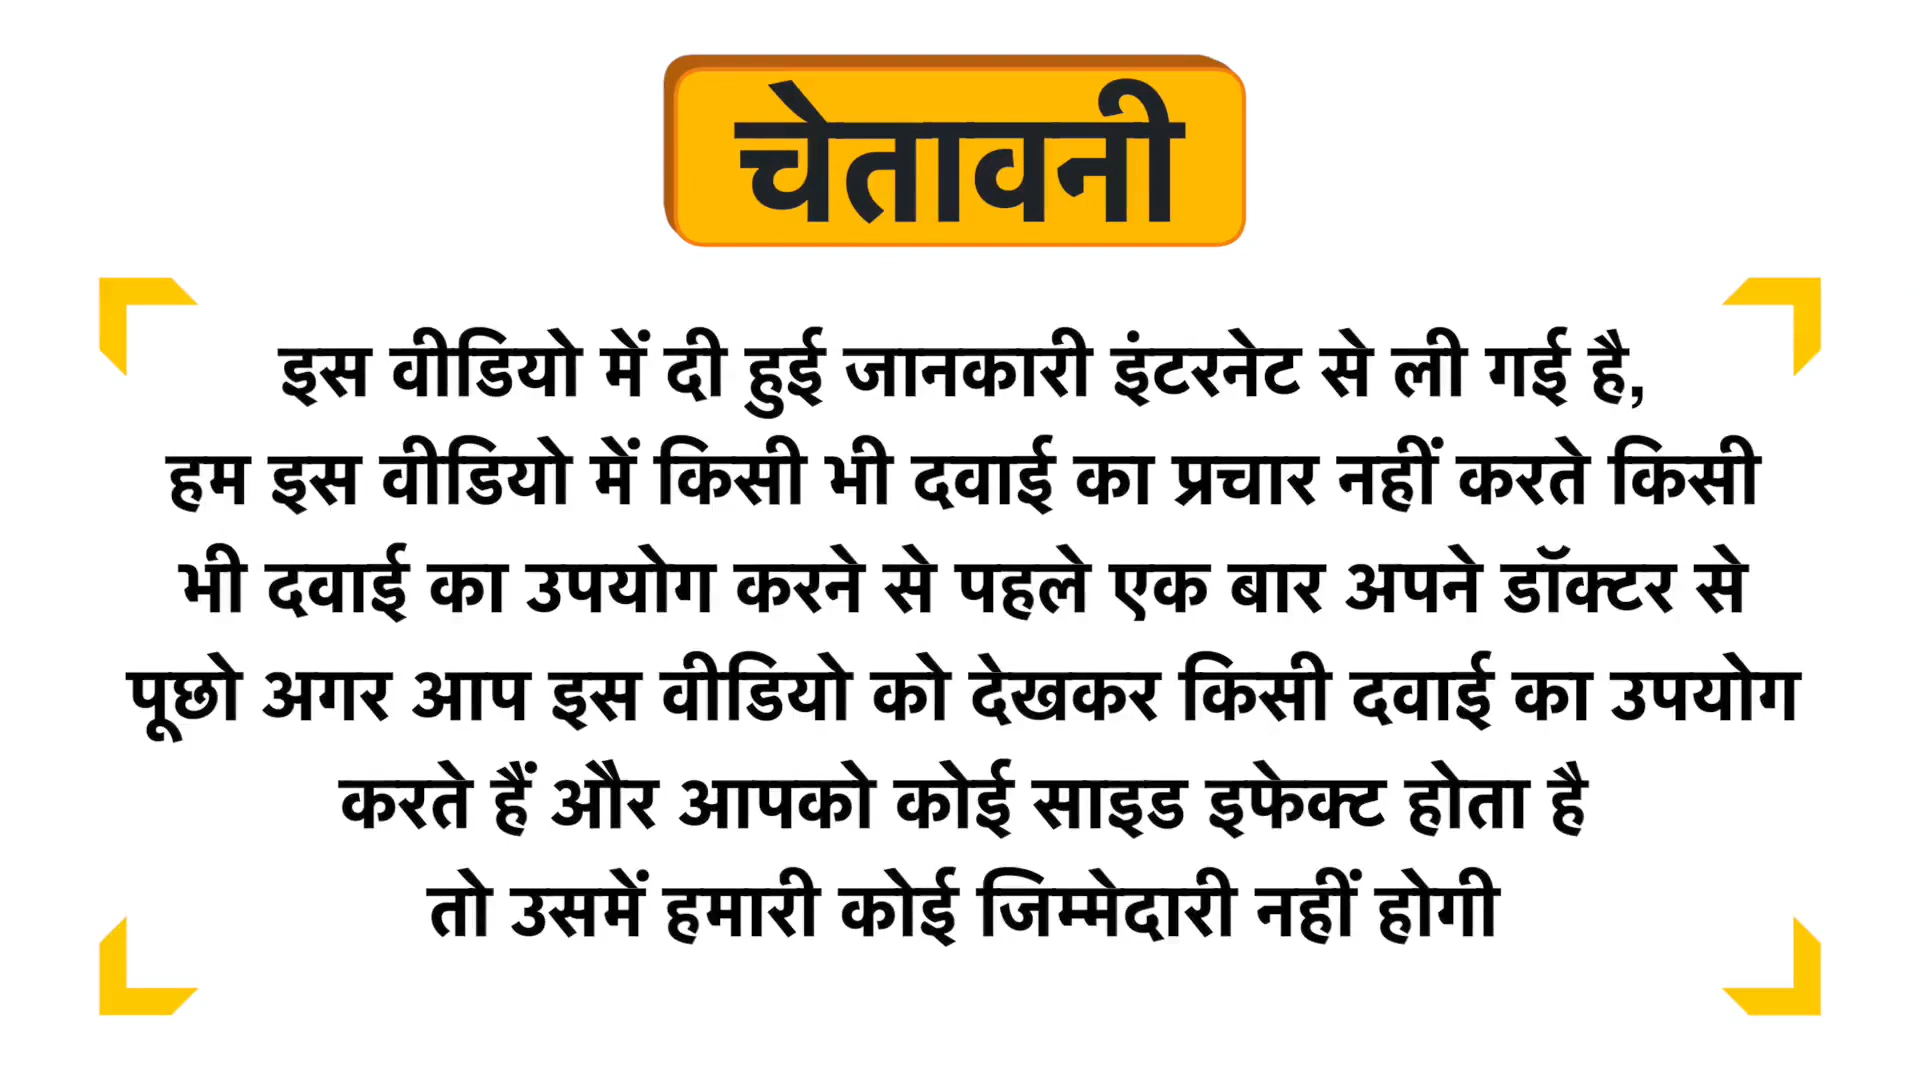 चेतावनी
इस वीडियो में दी हुई जानकारी इंटरनेट से ली गई है,
हम इस वीडियो में किसी भी दवाई का प्रचार नहीं करते किसी
भी दवाई का उपयोग करने से पहले एक बार अपने डॉक्टर से
पूछो अगर आप इस वीडियो को देखकर किसी दवाई का उपयोग
करते हैं और आपको कोई साइड इफेक्ट होता है
तो उसमें हमारी कोई जिम्मेदारी नहीं होगी